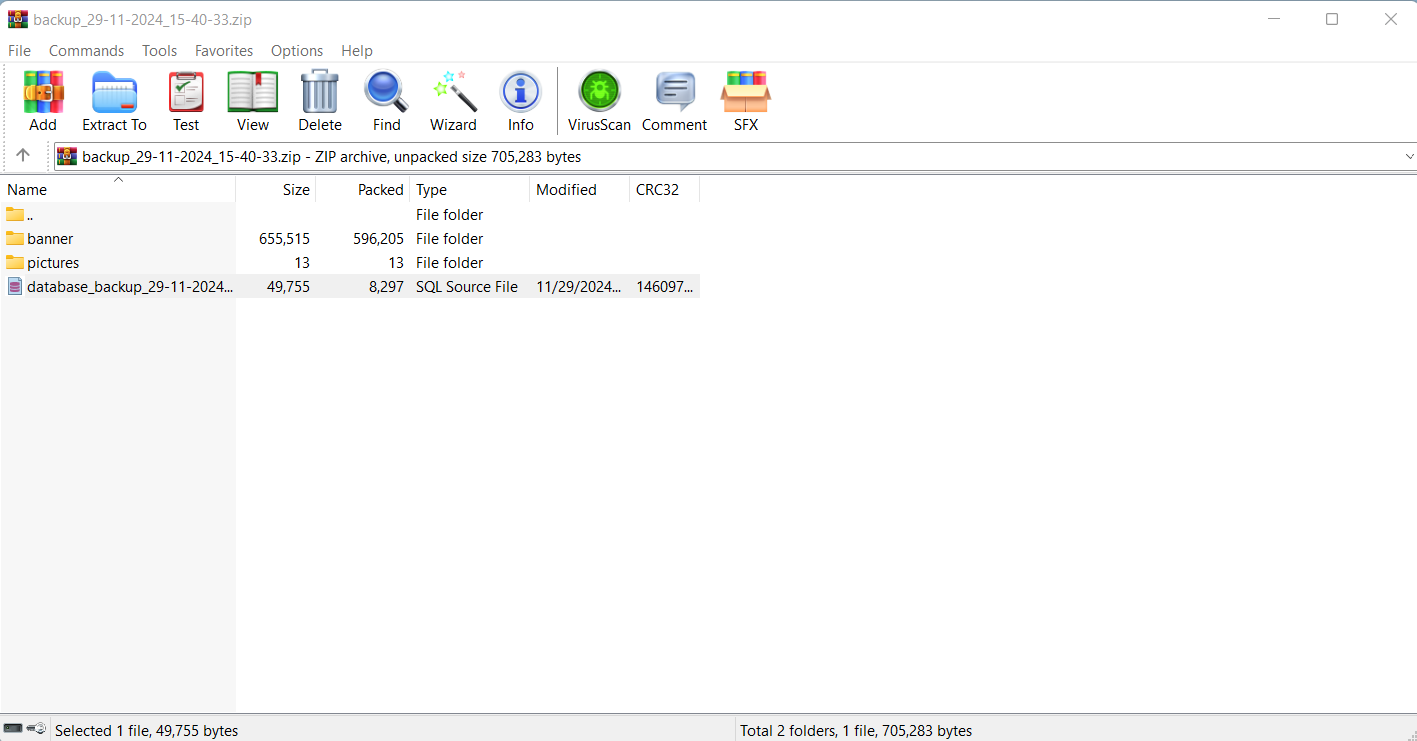 backup_29-11-2024_15-40-33.zip
File Commands Tools Favorites Options Help
Add Extract To Test View Delete Find Wizard Info VirusScan Comment SFX
backup_29-11-2024_15-40-33.zip - ZIP archive, unpacked size 705,283 bytes
Name Size Packed Type Modified CRC32
.. File folder
banner 655,515 596,205 File folder
pictures 13 13 File folder
database_backup_29-11-2024... 49,755 8,297 SQL Source File 11/29/2024... 146097...
Selected 1 file, 49,755 bytes Total 2 folders, 1 file, 705,283 bytes